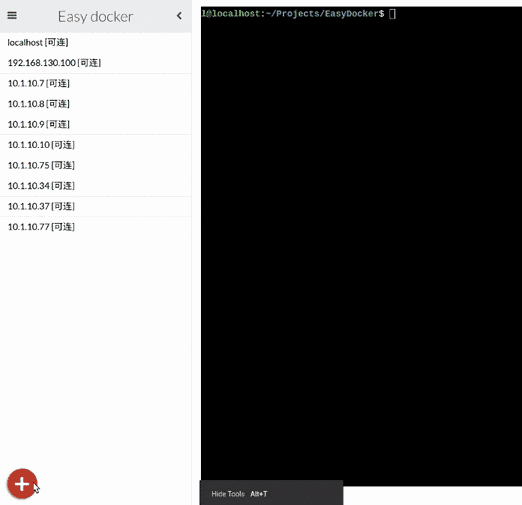 Easy docker
localhost [可连]
192.168.130.100 [可连]
10.1.10.7 [可连]
10.1.10.8 [可连]
10.1.10.9 [可连]
10.1.10.10 [可连]
10.1.10.75 [可连]
10.1.10.34 [可连]
10.1.10.37 [可连]
10.1.10.77 [可连]
l@localhost:~/Projects/EasyDocker$
Hide Tools Alt+T